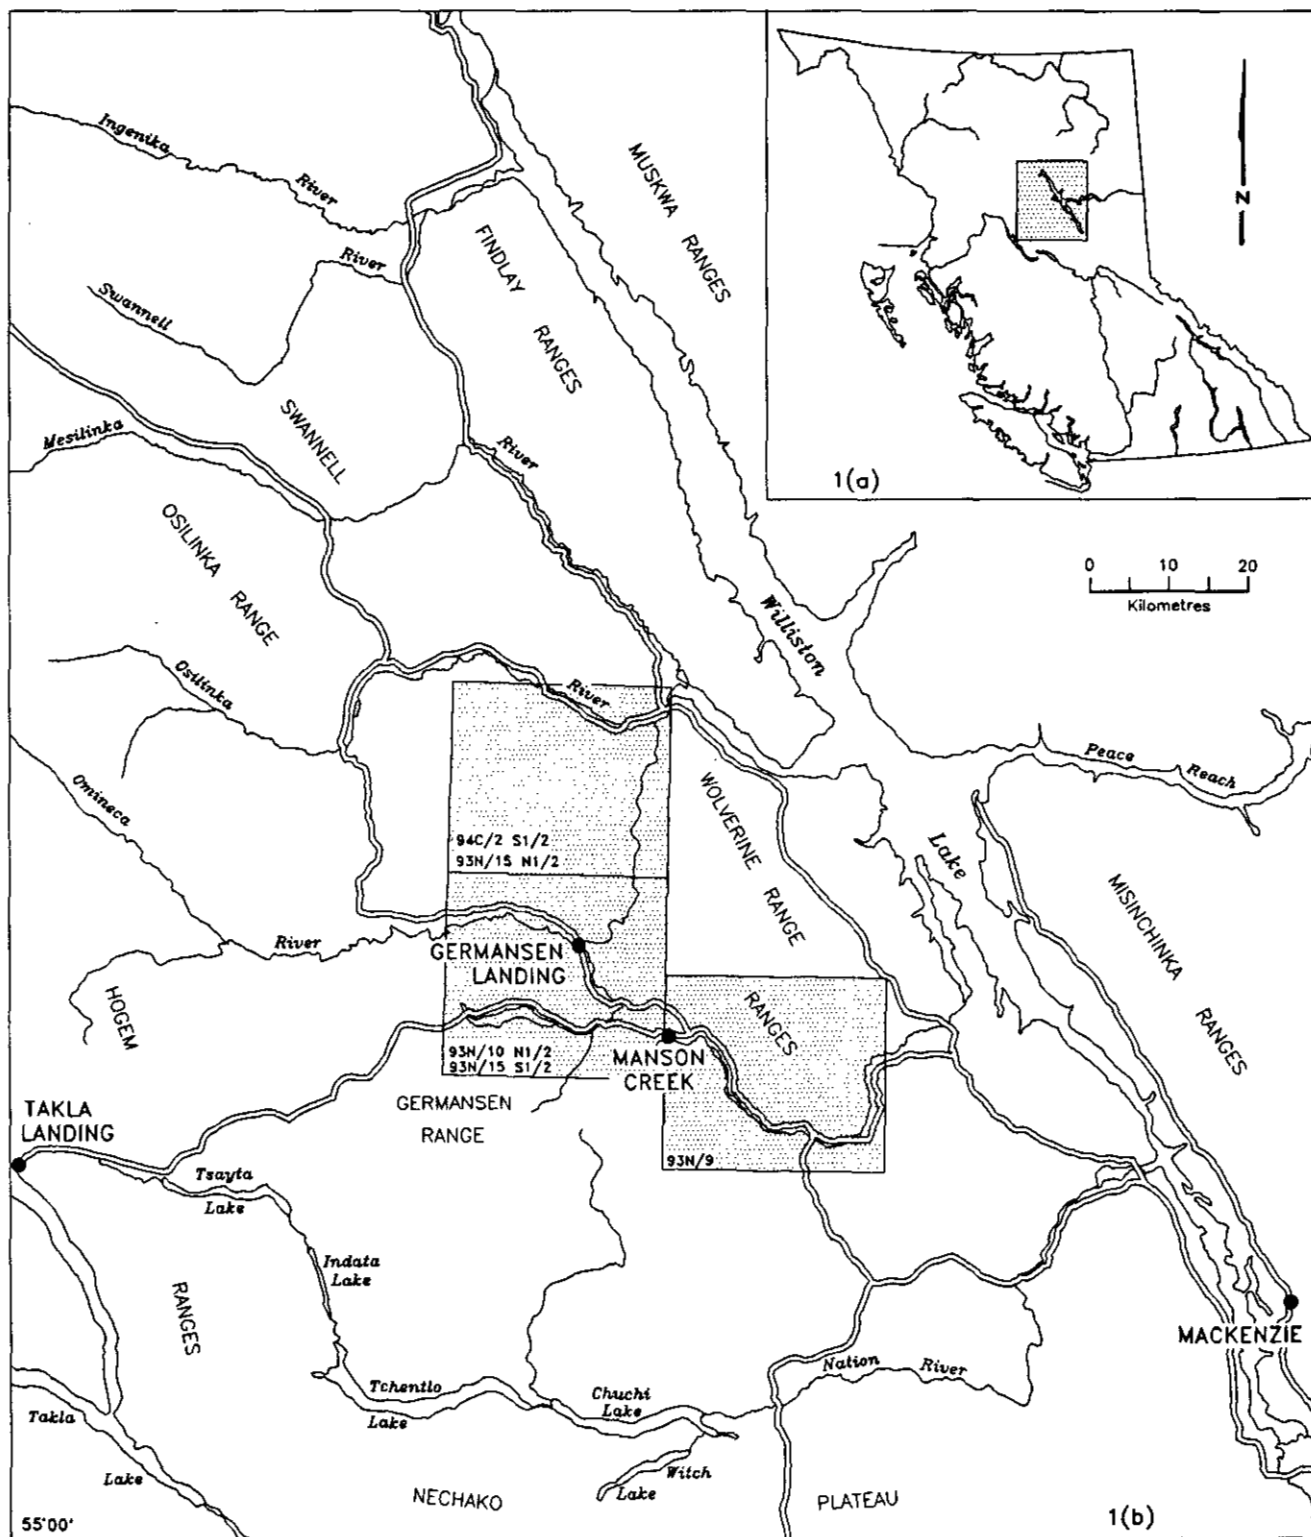 Ingenika
River
River
Swannell
MUSKWA RANGES
FINDLAY
RANGES
N
1(a)
SWANNELL
Mesilinka
River
OSILINKA
RANGE
0 10 20
Kilometres
Williston
Osilinka
River
Omineca
Peace Reach
WOLVERINE
RANGE
94C/2 S1/2
93N/15 N1/2
Lake
MISINCHINKA
RANGES
River
GERMANSEN
LANDING
HOGEM
RANGES
93N/10 N1/2
93N/15 S1/2
MANSON
CREEK
GERMANSEN
RANGE
TAKLA
LANDING
93N/9
Tsayta
Lake
Indata
Lake
RANGES
MACKENZIE
Nation River
Tchentlo
Lake
Chuchi
Lake
Takla
Lake
Witch
Lake
NECHAKO
PLATEAU
1(b)
55°00'